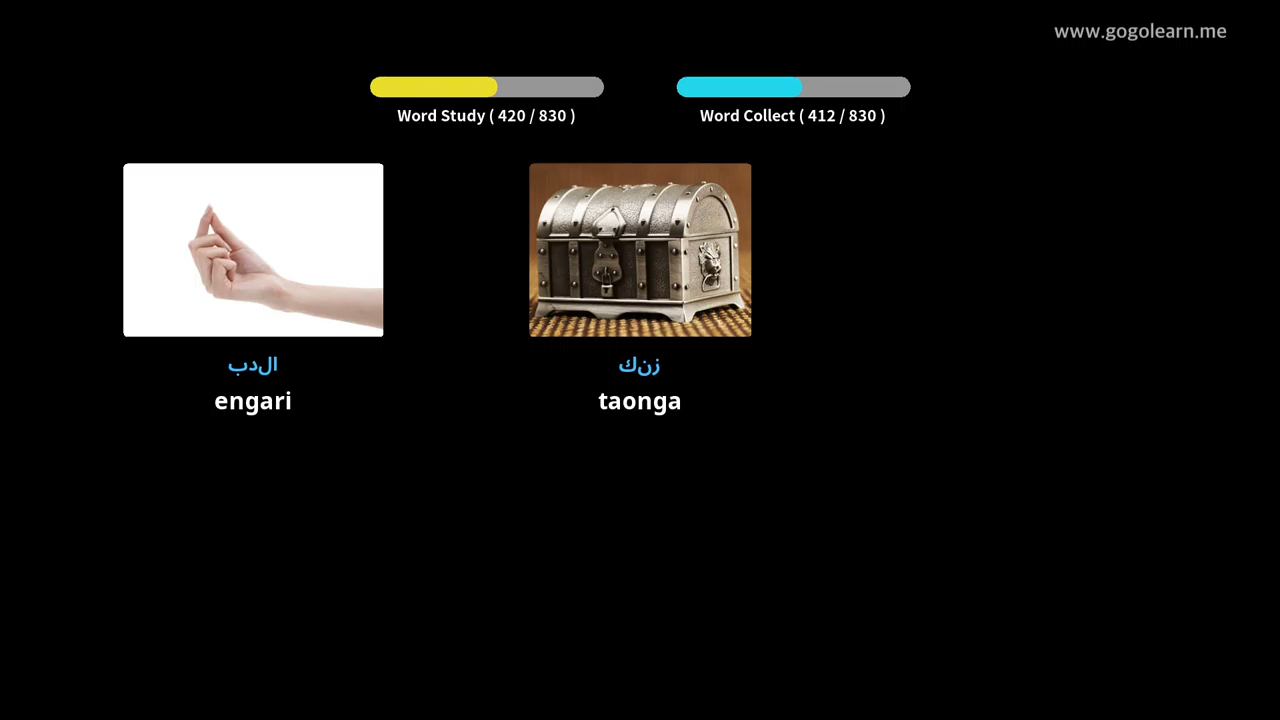 www.gogolearn.me
Word Study ( 420 / 830 )
Word Collect ( 412 / 830 )
الدب
engari
زنك
taonga